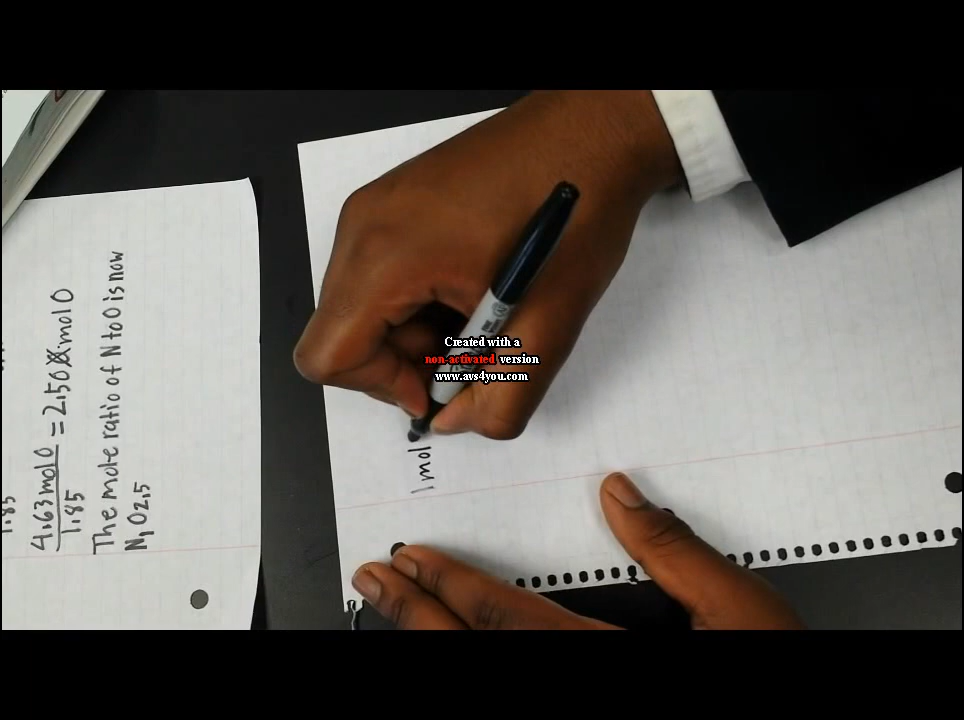 1.85
4.63 mol O = 2.50 mol O
1.85
The mole ratio of N to O is now
N1 O2.5
1 mol
Created with a
non-activated version
www.avs4you.com